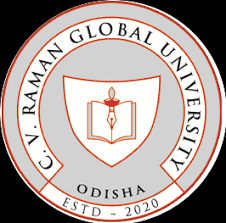 C. V. RAMAN GLOBAL UNIVERSITY
ODISHA
ESTD - 2020